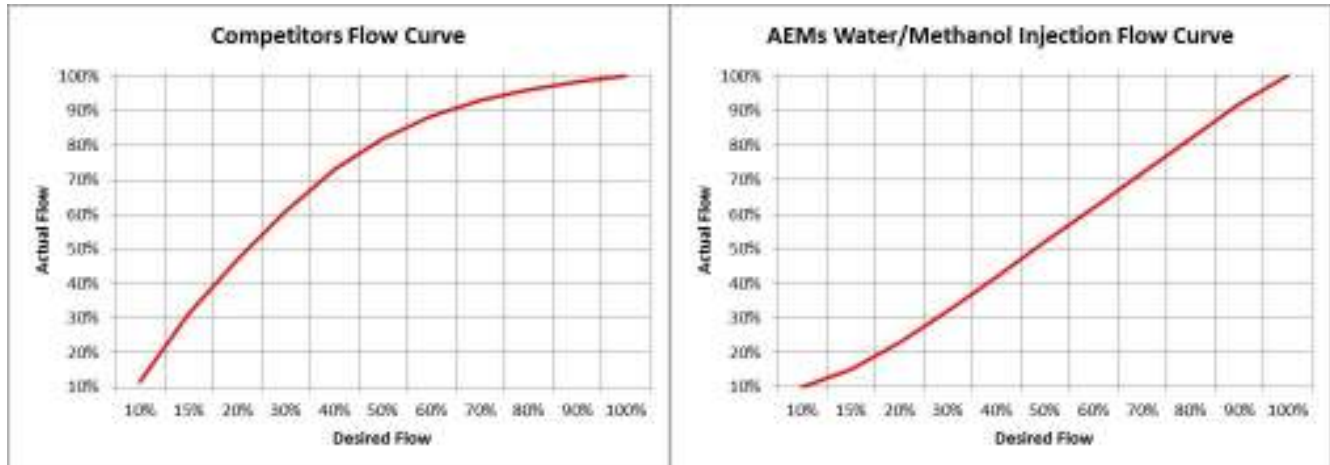 Competitors Flow Curve
100%
90%
80%
70%
60%
50%
40%
30%
20%
10%
Actual Flow
10% 15% 20% 30% 40% 50% 60% 70% 80% 90% 100%
Desired Flow
AEMs Water/Methanol Injection Flow Curve
100%
90%
80%
70%
60%
50%
40%
30%
20%
10%
Actual Flow
10% 15% 20% 30% 40% 50% 60% 70% 80% 90% 100%
Desired Flow